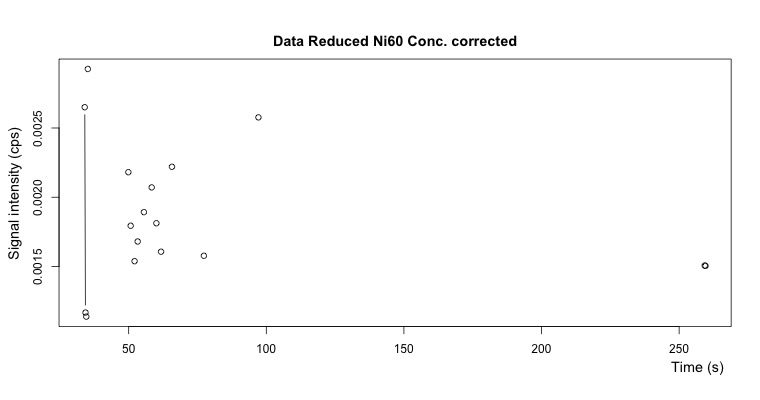 Data Reduced Ni60 Conc. corrected
Signal intensity (cps)
0.0025
0.0020
0.0015
50 100 150 200 250
Time (s)